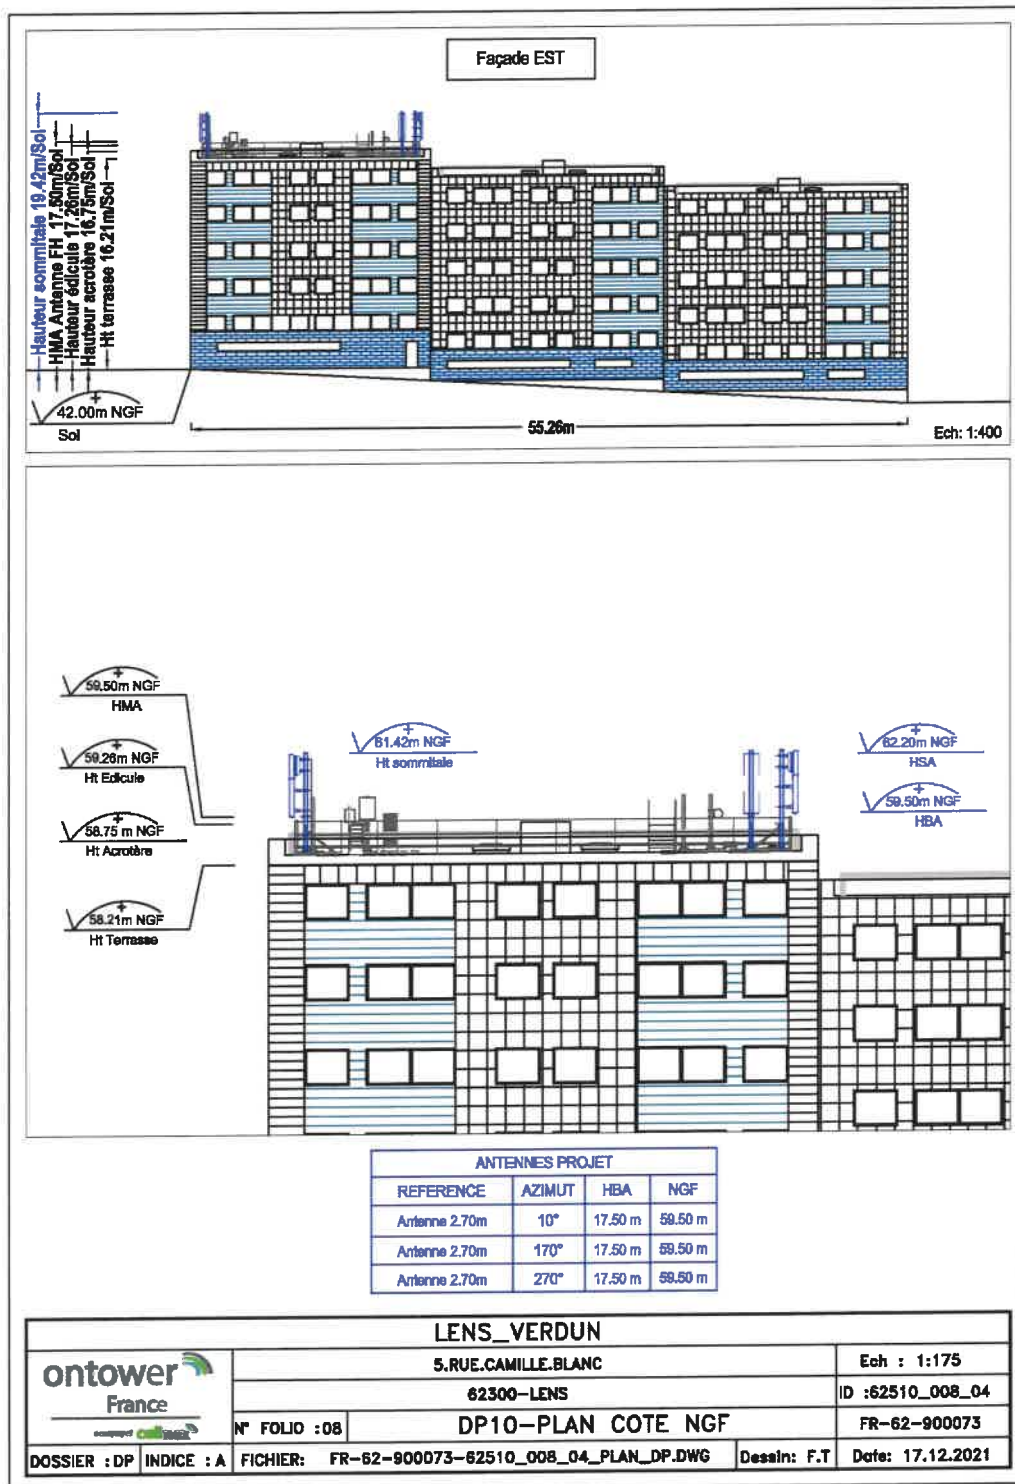 Façade EST
Hauteur sommitale 19.42m/Sol
HMA Antenne FH 17.50m/Sol
Hauteur édicule 17.26m/Sol
Hauteur acrotère 16.75m/Sol
Ht terrasse 16.21m/Sol
42.00m NGF
Sol
55.26m
Ech: 1:400
59.50m NGF
HMA
59.26m NGF
Ht Edicule
58.75 m NGF
Ht Acrotère
58.21m NGF
Ht Terrasse
61.42m NGF
Ht sommitale
62.20m NGF
HSA
59.50m NGF
HBA
ANTENNES PROJET
REFERENCE AZIMUT HBA NGF
Antenne 2.70m 10° 17.50 m 59.50 m
Antenne 2.70m 170° 17.50 m 59.50 m
Antenne 2.70m 270° 17.50 m 59.50 m
LENS_VERDUN
ontower
France
cellnex
5.RUE.CAMILLE.BLANC
Ech : 1:175
62300-LENS
ID :62510_008_04
N° FOLIO :08
DP10-PLAN COTE NGF
FR-62-900073
DOSSIER :DP INDICE : A FICHIER: FR-62-900073-62510_008_04_PLAN_DP.DWG Dessin: F.T Date: 17.12.2021